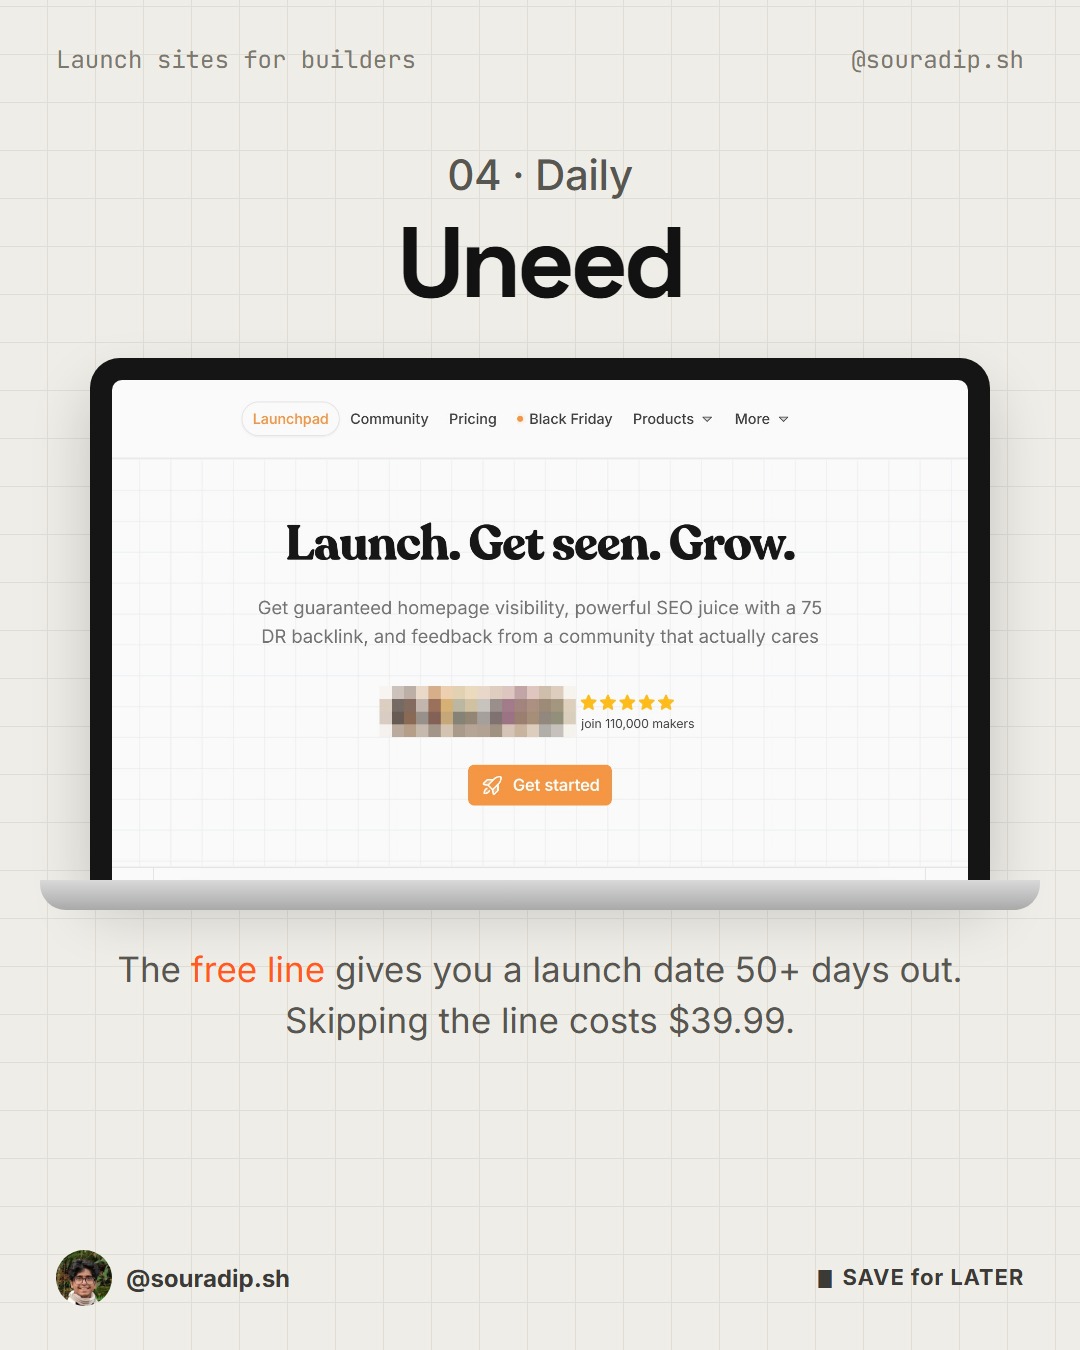 Launch sites for builders
@souradip.sh
04 · Daily
Uneed
Launchpad Community Pricing Black Friday Products More
Launch. Get seen. Grow.
Get guaranteed homepage visibility, powerful SEO juice with a 75
DR backlink, and feedback from a community that actually cares
join 110,000 makers
Get started
The free line gives you a launch date 50+ days out.
Skipping the line costs $39.99.
@souradip.sh
SAVE for LATER